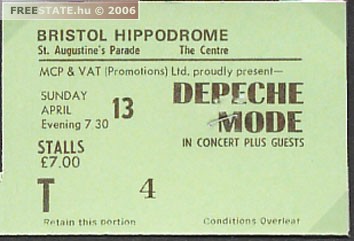 FREESTATE.hu © 2006
BRISTOL HIPPODROME
St. Augustine's Parade The Centre
MCP & VAT (Promotions) Ltd. proudly present—
SUNDAY
APRIL 13
Evening 7 30
DEPECHE
MODE
IN CONCERT PLUS GUESTS
STALLS
£7.00
T 4
Retain this portion Conditions Overleaf